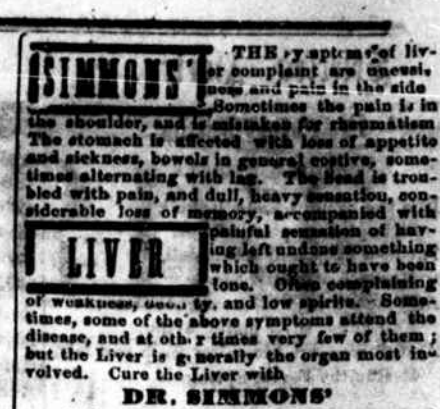 SIMMONS'
THE symptoms of liv-
er complaint are uneasi-
ness and pain in the side
Sometimes the pain is in
the shoulder, and is mistaken for rheumatism
The stomach is affected with loss of appetite
and sickness, bowels in general costive, some-
times alternating with lag. The head is trou-
bled with pain, and dull, heavy sensation, con-
siderable loss of memory, accompanied with
LIVER
painful sensation of hav-
ing left undone something
which ought to have been
done. Often complaining
of weakness, debility, and low spirits. Some-
times, some of the above symptoms attend the
disease, and at other times very few of them ;
but the Liver is generally the organ most in-
volved. Cure the Liver with
DR. SIMMONS'